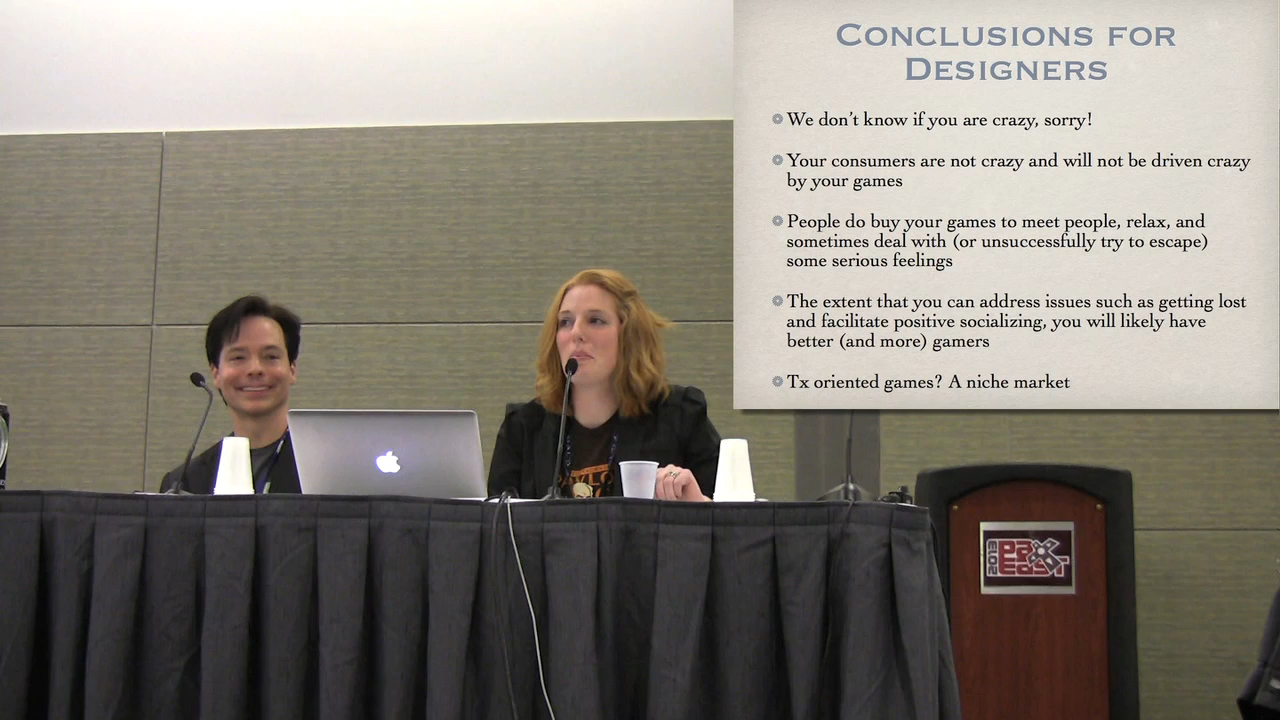 Conclusions for
Designers
We don't know if you are crazy, sorry!
Your consumers are not crazy and will not be driven crazy
by your games
People do buy your games to meet people, relax, and
sometimes deal with (or unsuccessfully try to escape)
some serious feelings
The extent that you can address issues such as getting lost
and facilitate positive socializing, you will likely have
better (and more) gamers
Tx oriented games? A niche market
PAX
East